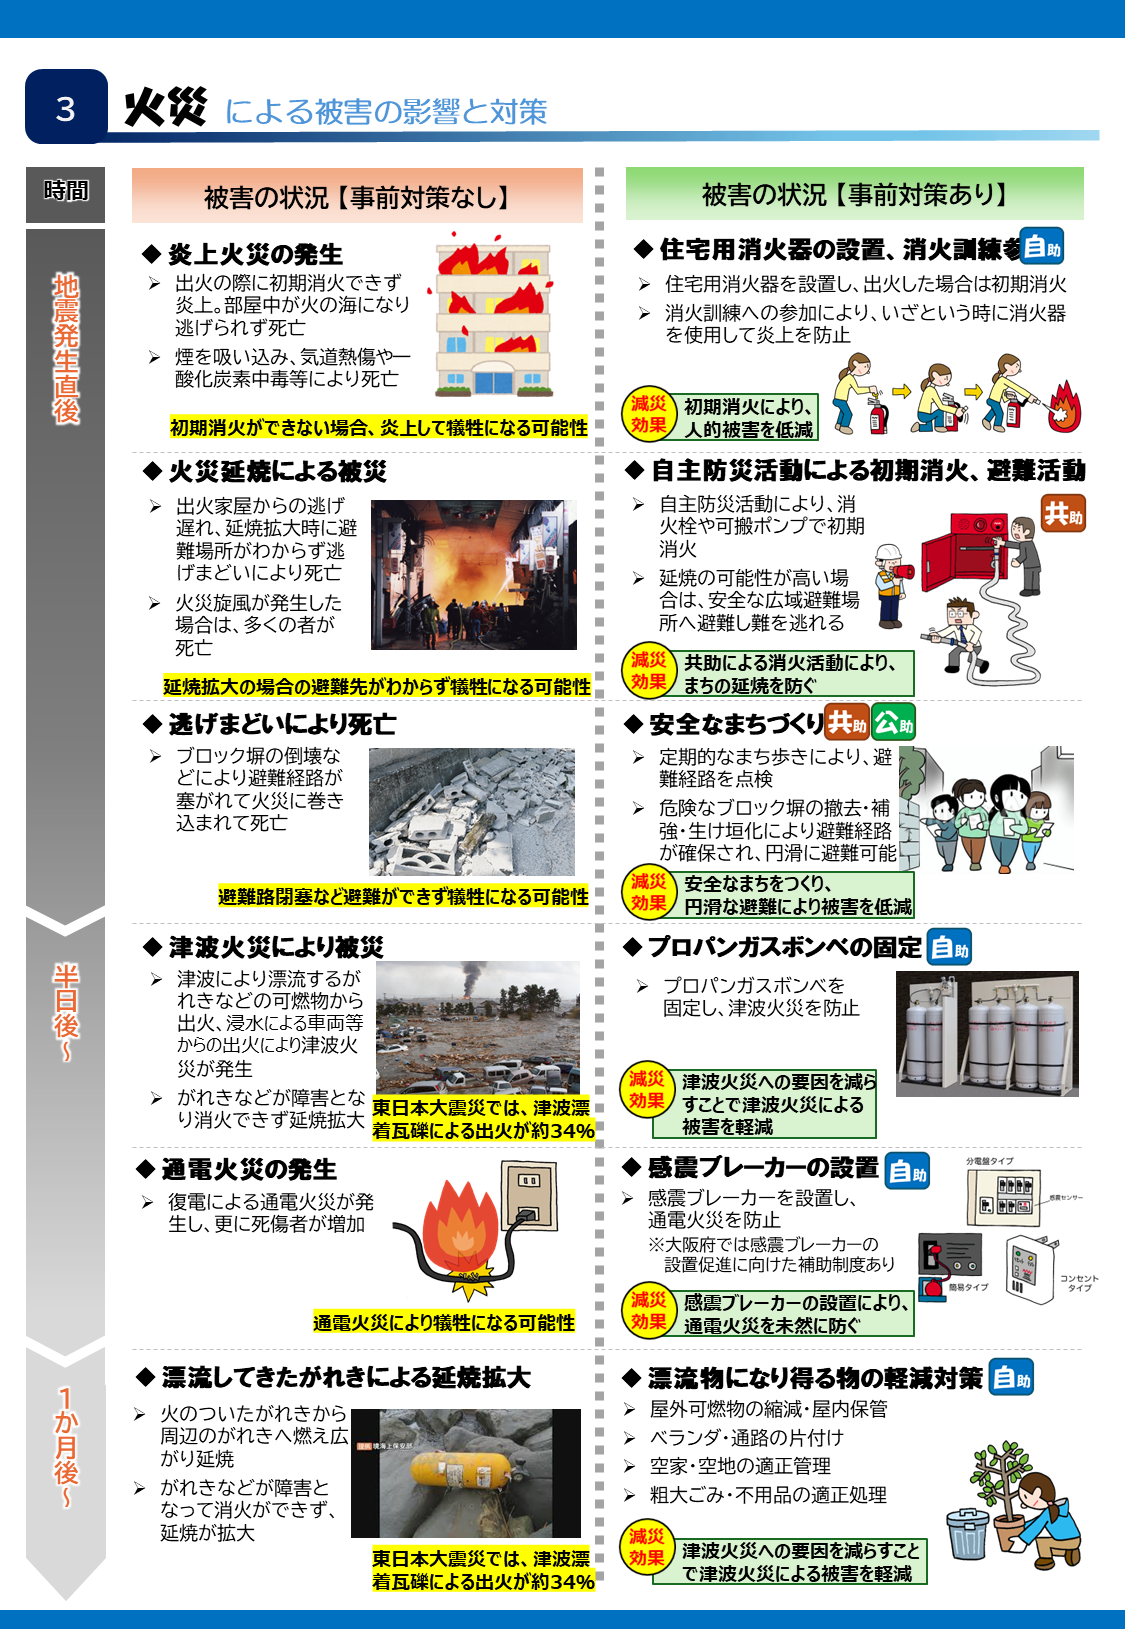 3
火災 による被害の影響と対策
時間
被害の状況【事前対策なし】
被害の状況【事前対策あり】
地震発生直後
◆ 炎上火災の発生
➢ 出火の際に初期消火できず
炎上。部屋中が火の海になり
逃げられず死亡
➢ 煙を吸い込み、気道熱傷や一
酸化炭素中毒等により死亡
初期消火ができない場合、炎上して犠牲になる可能性
◆ 住宅用消火器の設置、消火訓練参
自助
➢ 住宅用消火器を設置し、出火した場合は初期消火
➢ 消火訓練への参加により、いざという時に消火器
を使用して炎上を防止
減災
効果
初期消火により、
人的被害を低減
◆ 火災延焼による被災
➢ 出火家屋からの逃げ
遅れ、延焼拡大時に避
難場所がわからず逃
げまどいにより死亡
➢ 火災旋風が発生した
場合は、多くの者が
死亡
延焼拡大の場合の避難先がわからず犠牲になる可能性
◆ 自主防災活動による初期消火、避難活動
共助
➢ 自主防災活動により、消
火栓や可搬ポンプで初期
消火
➢ 延焼の可能性が高い場
合は、安全な広域避難場
所へ避難し難を逃れる
減災
効果
共助による消火活動により、
まちの延焼を防ぐ
◆ 逃げまどいにより死亡
➢ ブロック塀の倒壊な
どにより避難経路が
塞がれて火災に巻き
込まれて死亡
避難路閉塞など避難ができず犠牲になる可能性
◆ 安全なまちづくり
共助 公助
➢ 定期的なまち歩きにより、避
難経路を点検
➢ 危険なブロック塀の撤去・補
強・生け垣化により避難経路
が確保され、円滑に避難可能
減災
効果
安全なまちをつくり、
円滑な避難により被害を低減
半日後～
◆ 津波火災により被災
➢ 津波により漂流するが
れきなどの可燃物から
出火、浸水による車両等
からの出火により津波火
災が発生
➢ がれきなどが障害とな
り消火できず延焼拡大
東日本大震災では、津波漂
着瓦礫による出火が約34%
◆ プロパンガスボンベの固定
自助
➢ プロパンガスボンベを
固定し、津波火災を防止
減災
効果
津波火災への要因を減ら
すことで津波火災による
被害を軽減
◆ 通電火災の発生
➢ 復電による通電火災が発
生し、更に死傷者が増加
通電火災により犠牲になる可能性
◆ 感震ブレーカーの設置
自助
➢ 感震ブレーカーを設置し、
通電火災を防止
※大阪府では感震ブレーカーの
設置促進に向けた補助制度あり
分電盤タイプ
感震センサー
簡易タイプ
コンセント
タイプ
減災
効果
感震ブレーカーの設置により、
通電火災を未然に防ぐ
1か月後～
◆ 漂流してきたがれきによる延焼拡大
➢ 火のついたがれきから
周辺のがれきへ燃え広
がり延焼
➢ がれきなどが障害と
なって消火ができず、
延焼が拡大
境海上保安部
東日本大震災では、津波漂
着瓦礫による出火が約34%
◆ 漂流物になり得る物の軽減対策
自助
➢ 屋外可燃物の縮減・屋内保管
➢ ベランダ・通路の片付け
➢ 空家・空地の適正管理
➢ 粗大ごみ・不用品の適正処理
減災
効果
津波火災への要因を減らすこと
で津波火災による被害を軽減